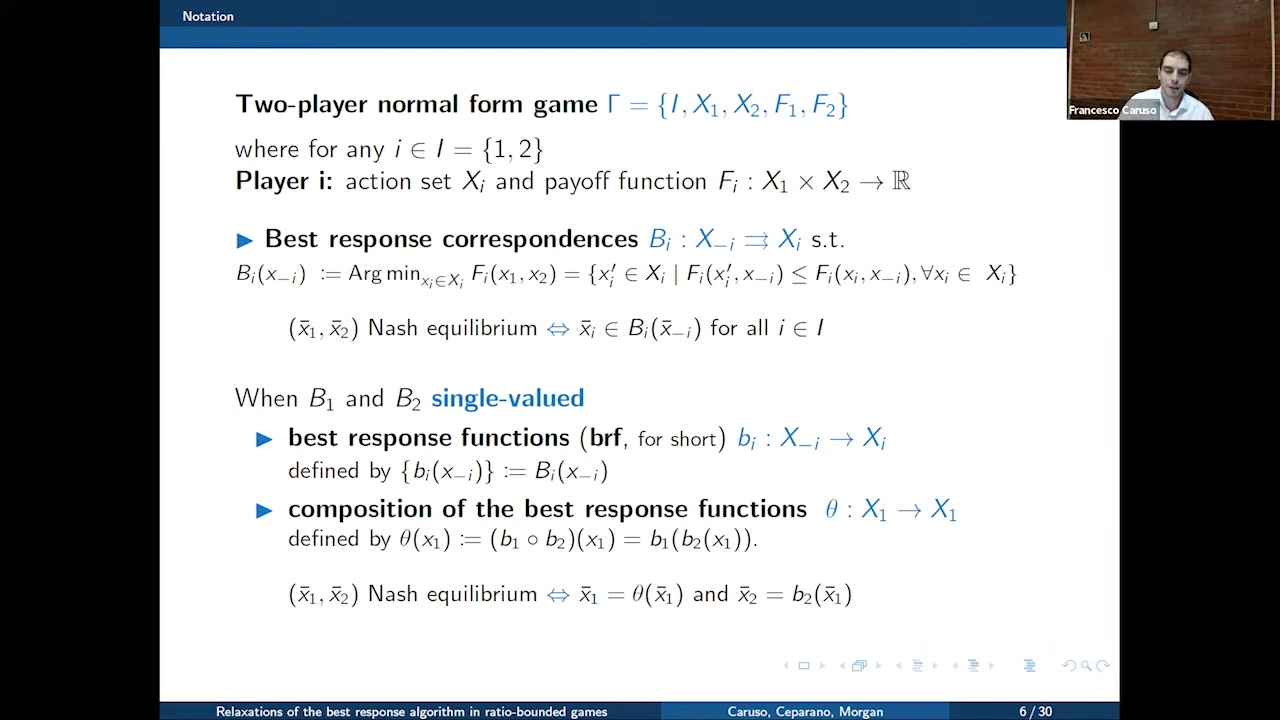 Notation
Francesco Caruso
Two-player normal form game Γ = {I, X₁, X₂, F₁, F₂}
where for any i ∈ I = {1, 2}
Player i: action set Xᵢ and payoff function Fᵢ : X₁ × X₂ → ℝ
▶ Best response correspondences Bᵢ : X₋ᵢ ⇉ Xᵢ s.t.
Bᵢ(x₋ᵢ) := Arg min_{xᵢ∈Xᵢ} Fᵢ(x₁, x₂) = {x′ᵢ ∈ Xᵢ | Fᵢ(x′ᵢ, x₋ᵢ) ≤ Fᵢ(xᵢ, x₋ᵢ), ∀xᵢ ∈ Xᵢ}
(x̄₁, x̄₂) Nash equilibrium ⇔ x̄ᵢ ∈ Bᵢ(x̄₋ᵢ) for all i ∈ I
When B₁ and B₂ single-valued
▶ best response functions (brf, for short) bᵢ : X₋ᵢ → Xᵢ
defined by {bᵢ(x₋ᵢ)} := Bᵢ(x₋ᵢ)
▶ composition of the best response functions θ : X₁ → X₁
defined by θ(x₁) := (b₁ ∘ b₂)(x₁) = b₁(b₂(x₁)).
(x̄₁, x̄₂) Nash equilibrium ⇔ x̄₁ = θ(x̄₁) and x̄₂ = b₂(x̄₁)
Relaxations of the best response algorithm in ratio-bounded games
Caruso, Ceparano, Morgan
6 / 30